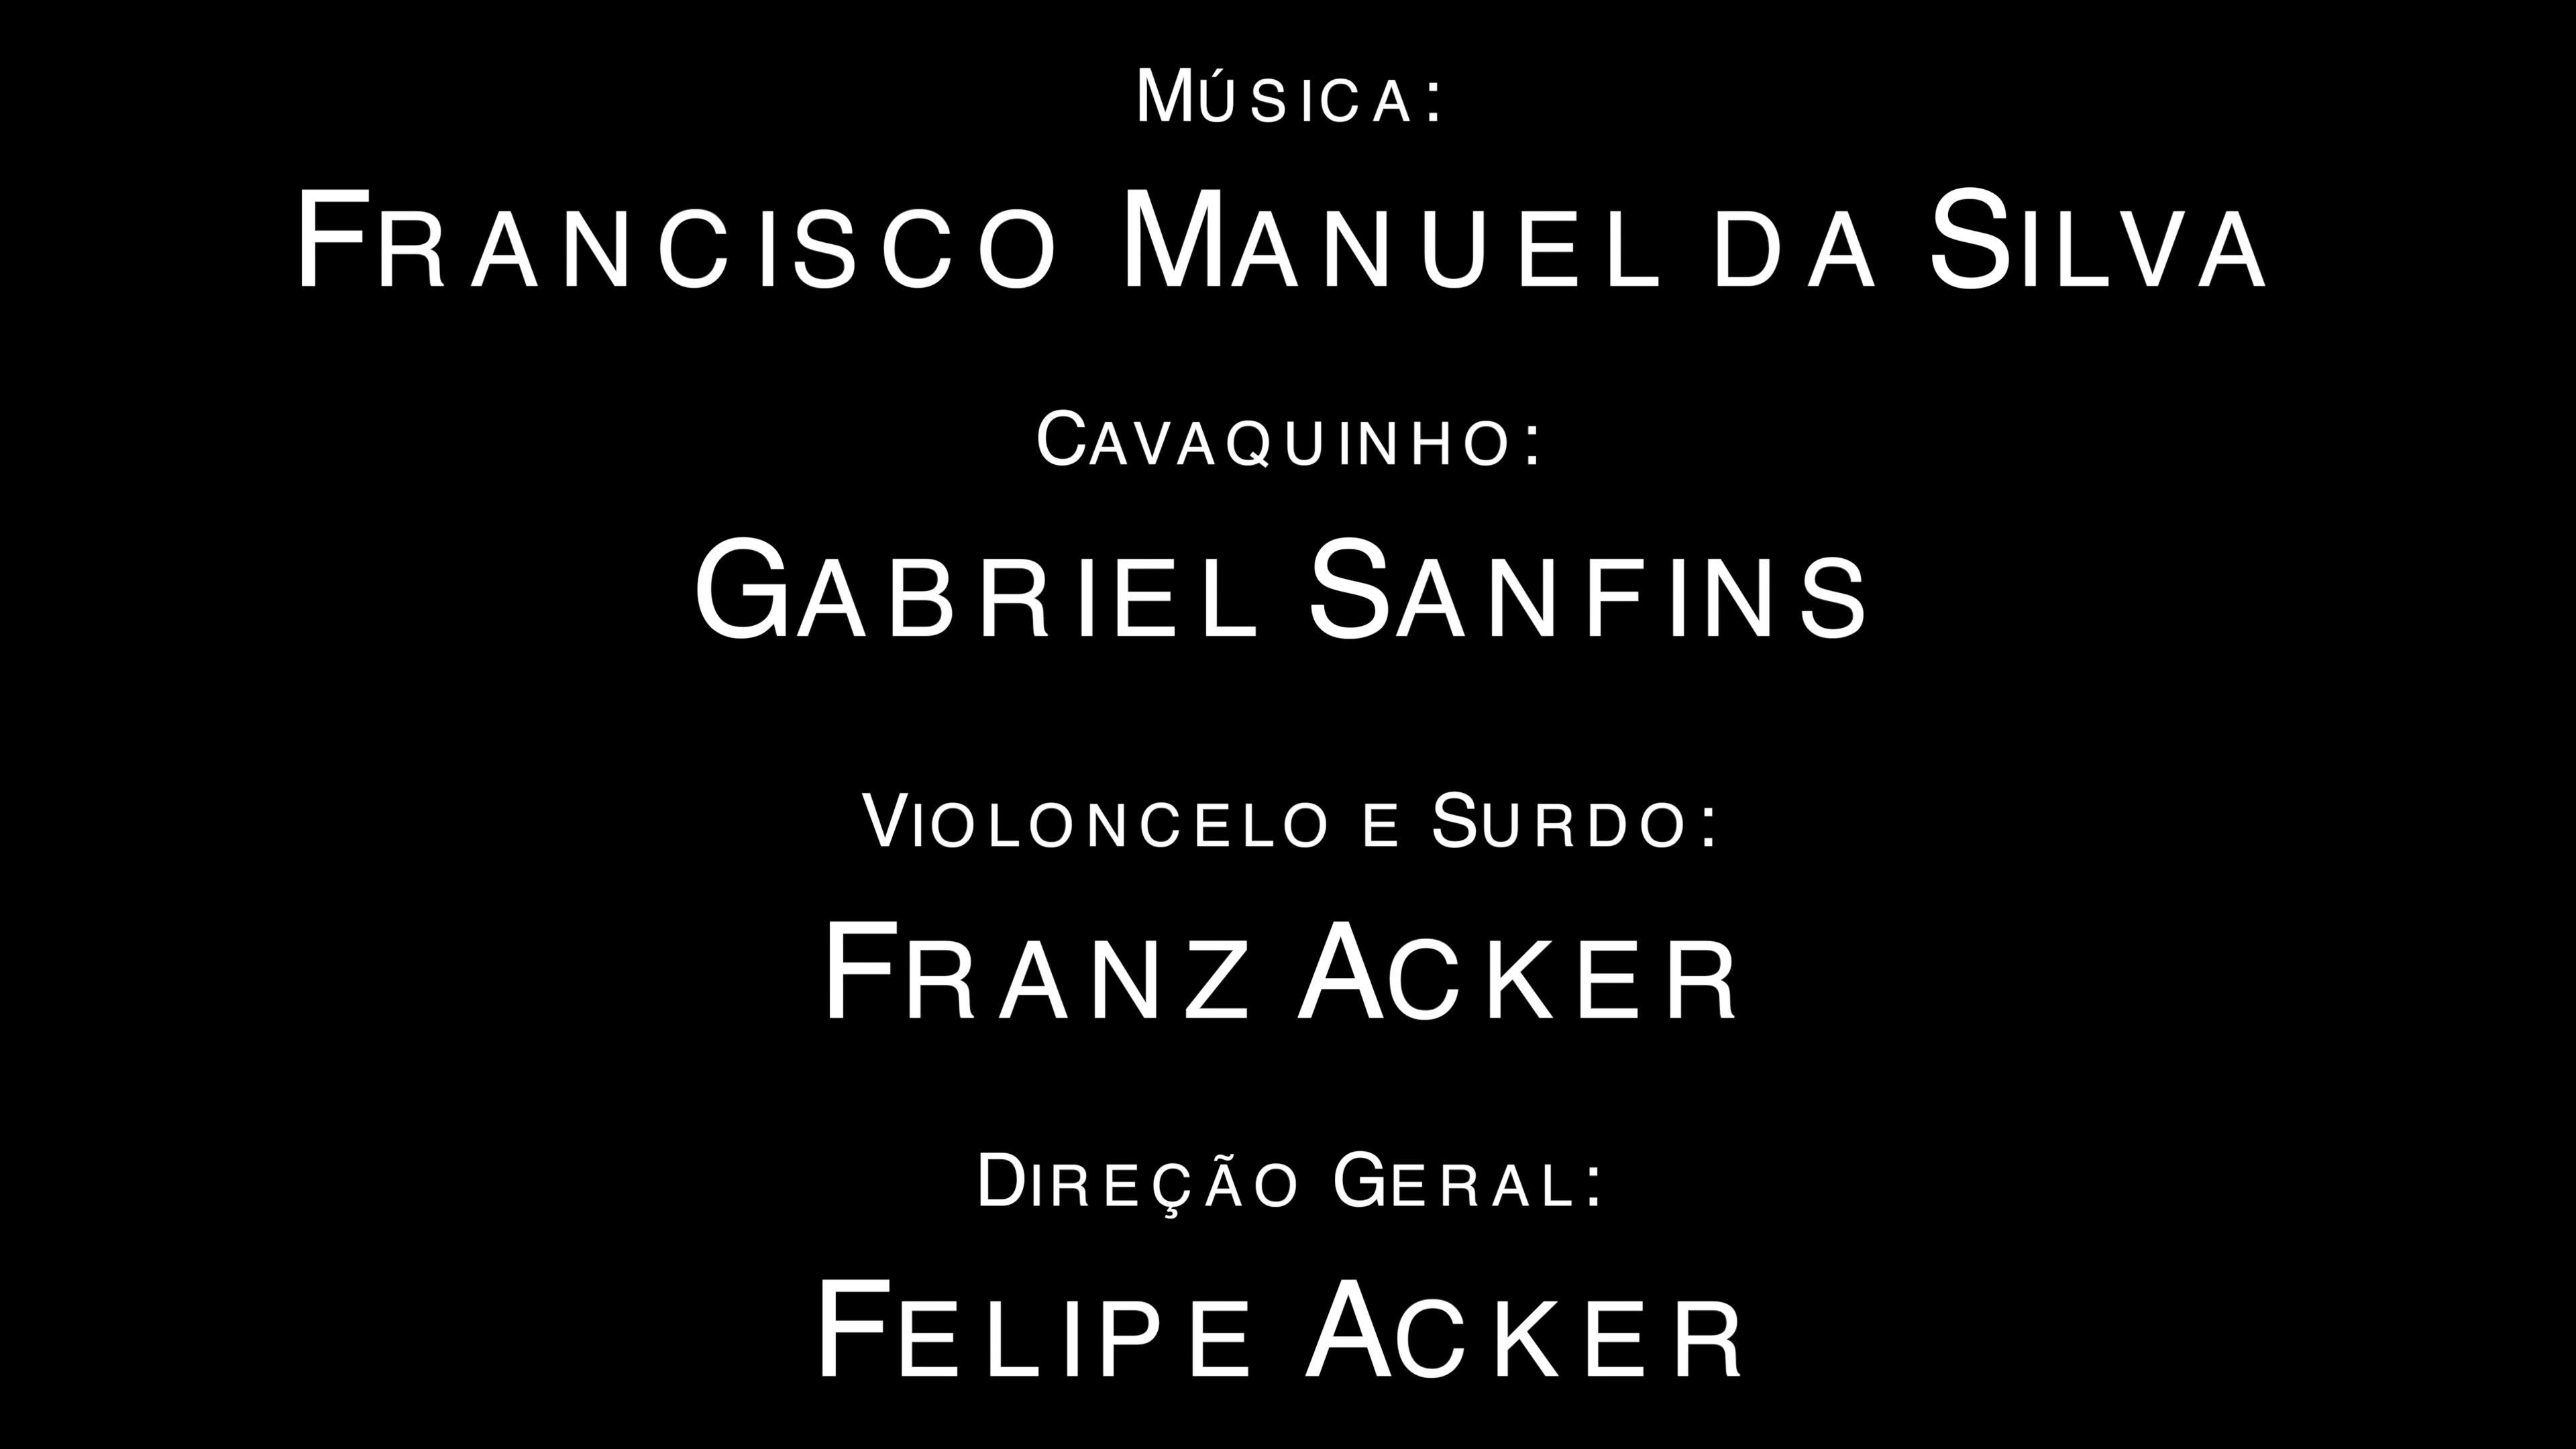 Música:
Francisco Manuel da Silva
Cavaquinho:
Gabriel Sanfins
Violoncelo e Surdo:
Franz Acker
Direção Geral:
Felipe Acker